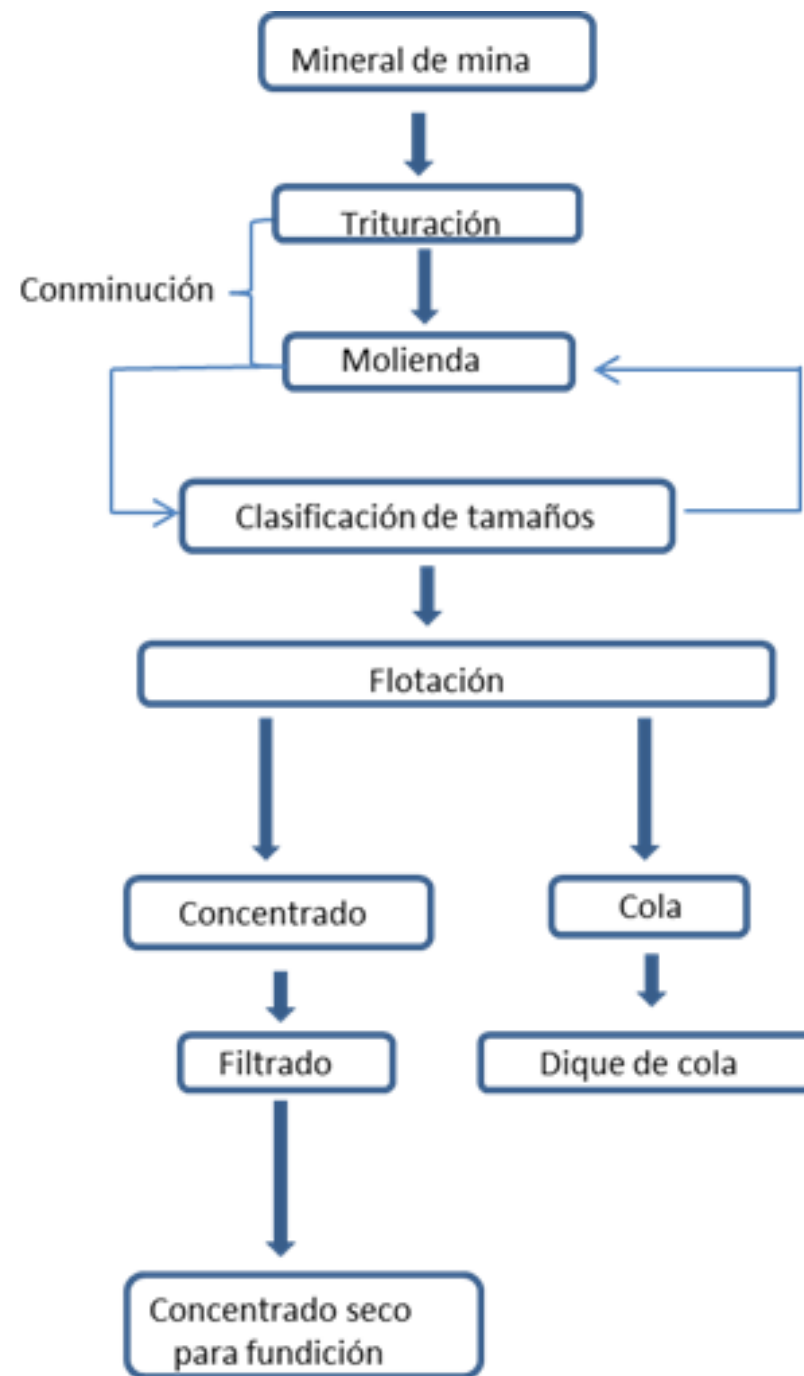 Mineral de mina
Trituración
Conminución
Molienda
Clasificación de tamaños
Flotación
Concentrado
Cola
Filtrado
Dique de cola
Concentrado seco
para fundición